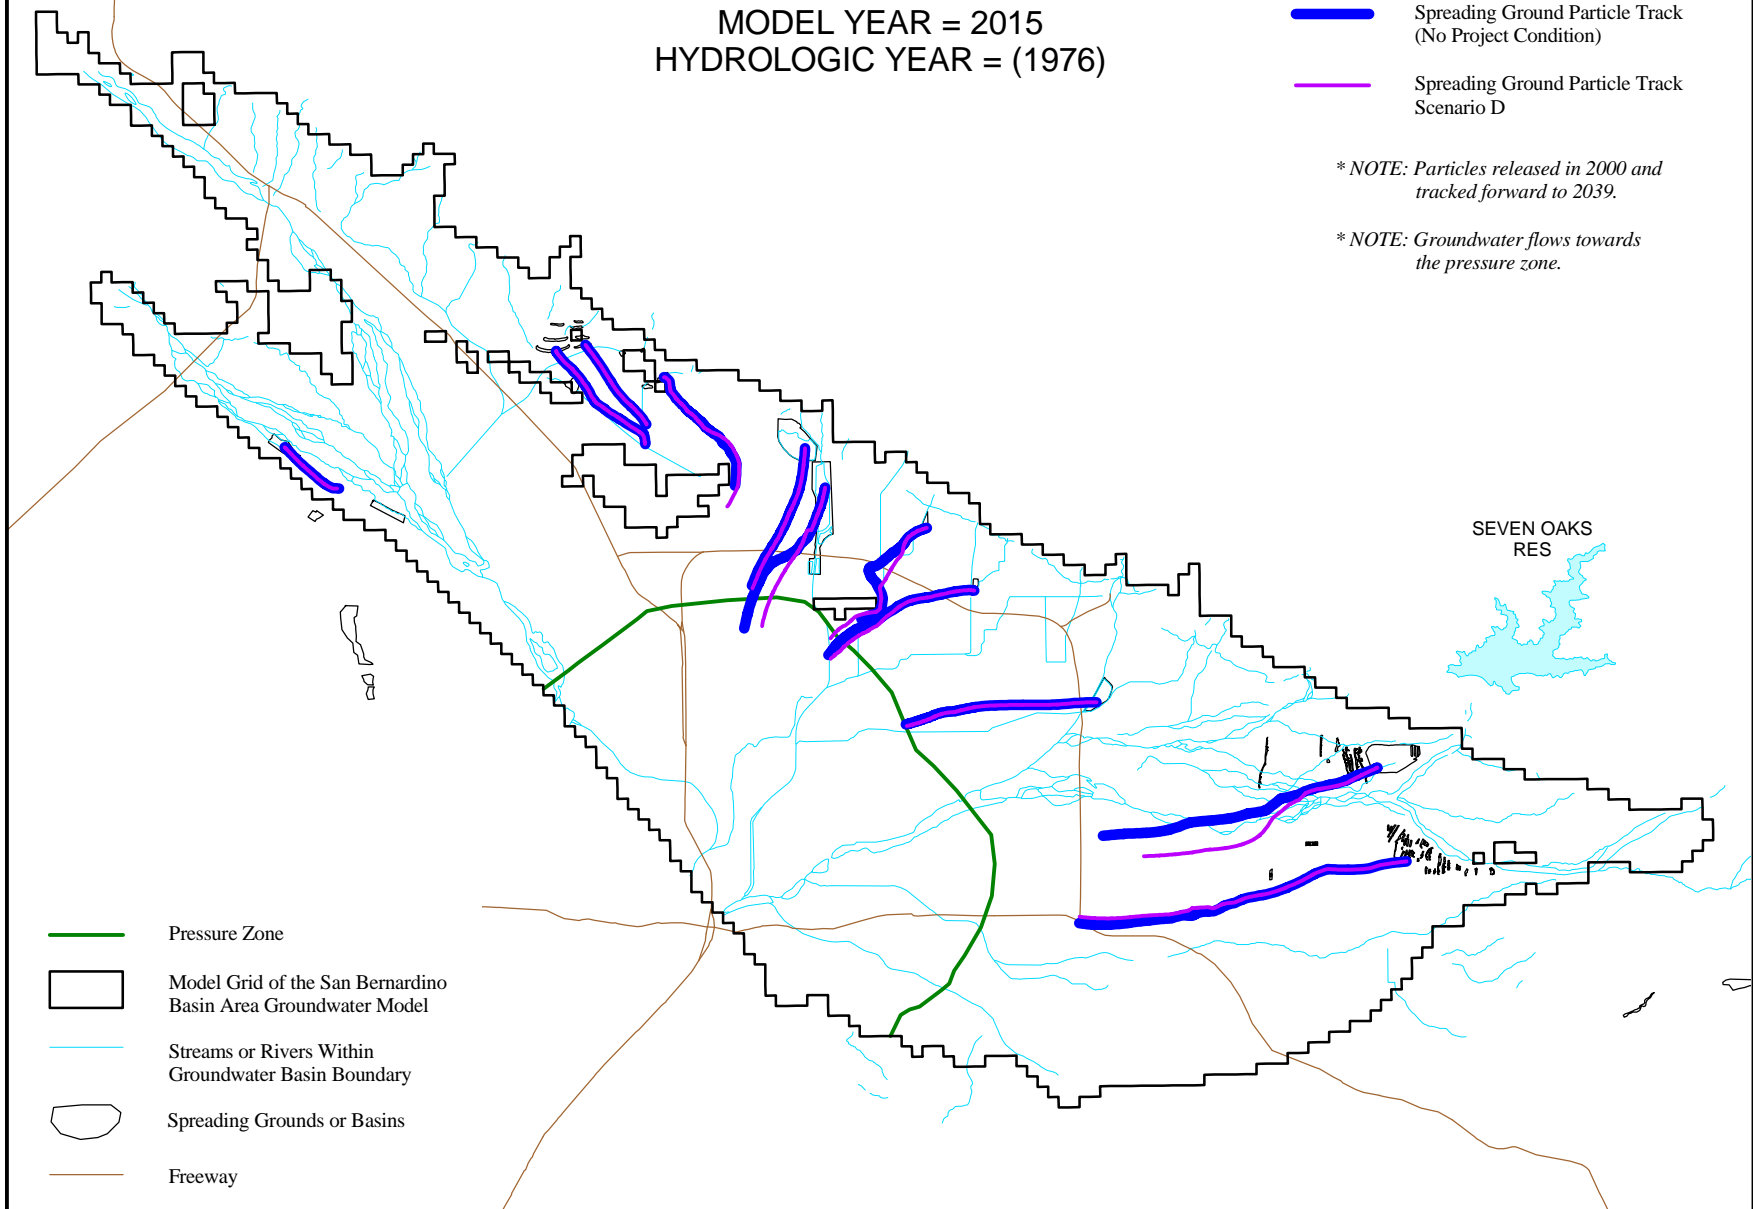 MODEL YEAR = 2015
HYDROLOGIC YEAR = (1976)
Spreading Ground Particle Track
(No Project Condition)
Spreading Ground Particle Track
Scenario D
* NOTE: Particles released in 2000 and
tracked forward to 2039.
* NOTE: Groundwater flows towards
the pressure zone.
SEVEN OAKS
RES
Pressure Zone
Model Grid of the San Bernardino
Basin Area Groundwater Model
Streams or Rivers Within
Groundwater Basin Boundary
Spreading Grounds or Basins
Freeway